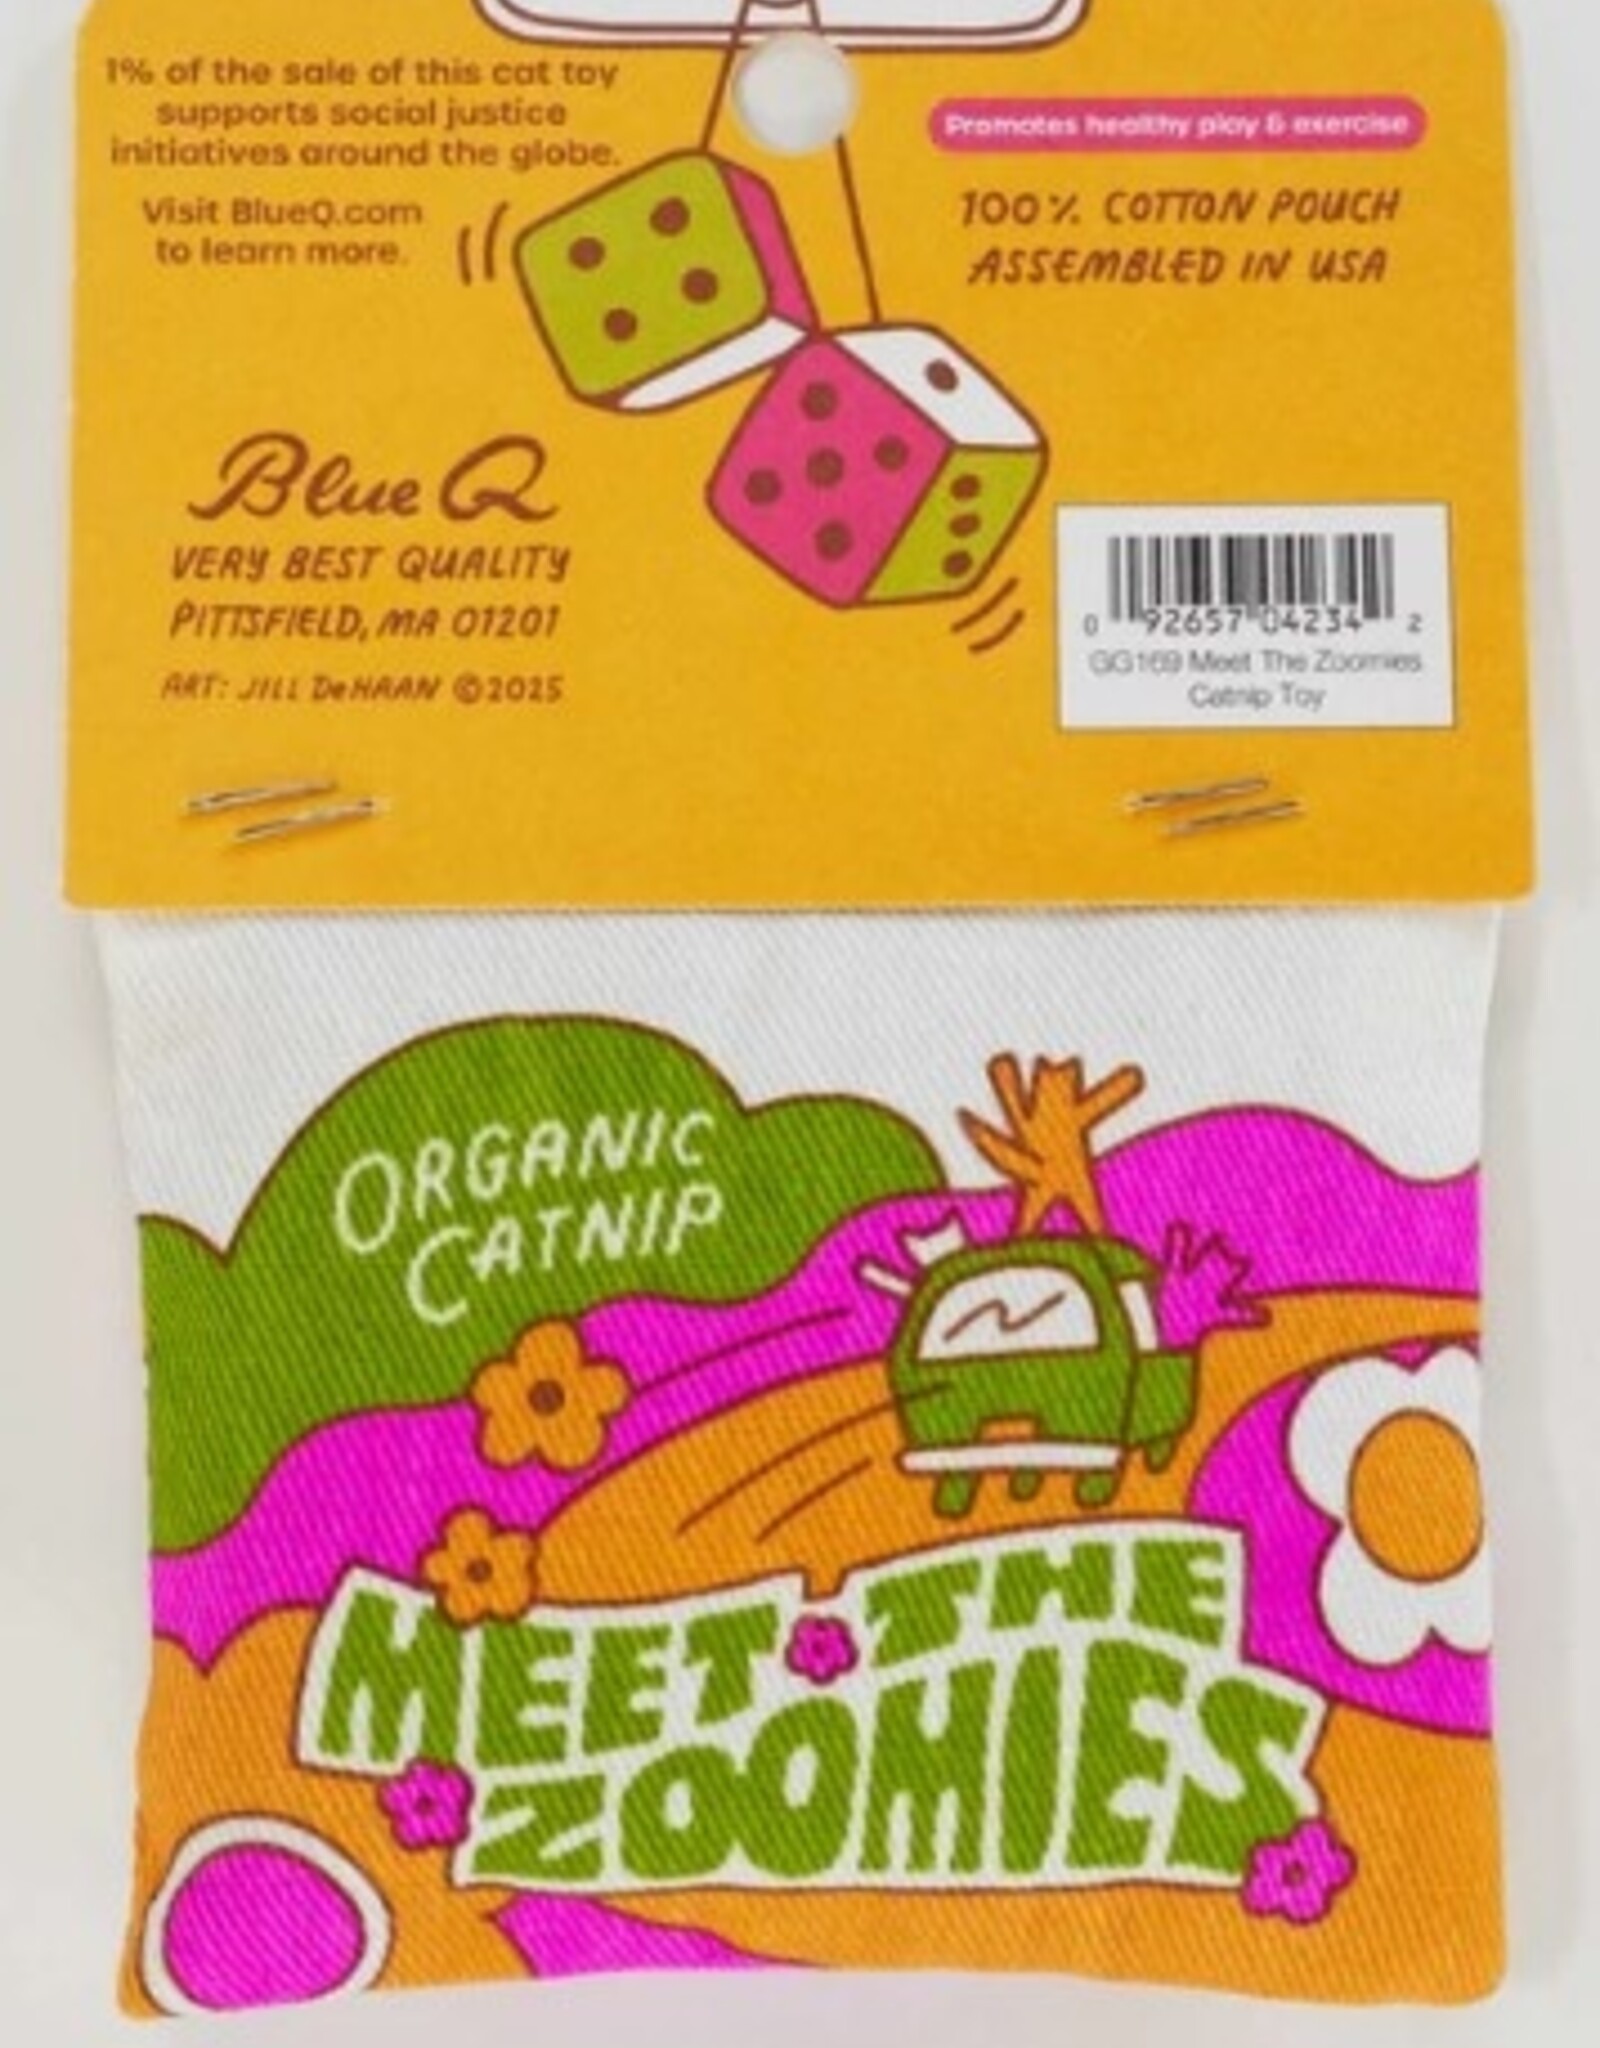 1% of the sale of this cat toy
supports social justice
initiatives around the globe.
Visit BlueQ.com
to learn more.
Promotes healthy play & exercise
100% COTTON POUCH
ASSEMBLED IN USA
Blue Q
VERY BEST QUALITY
PITTSFIELD, MA 01201
ART: JILL DeHAAN ©2025
0 92657 04234 2
GG169 Meet The Zoomies
Catnip Toy
ORGANIC
CATNIP
MEET THE
ZOOMIES